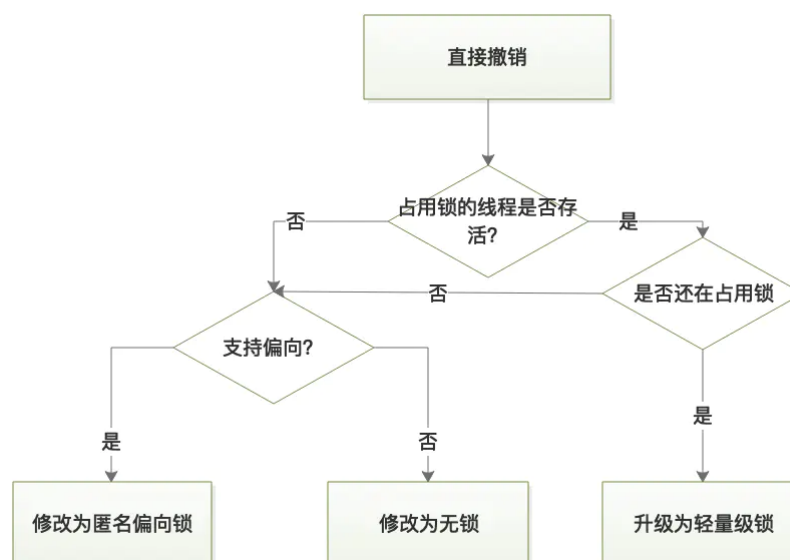 直接撤销
占用锁的线程是否存
活?
否
是
是否还在占用锁
否
支持偏向?
是
否
是
修改为匿名偏向锁
修改为无锁
升级为轻量级锁